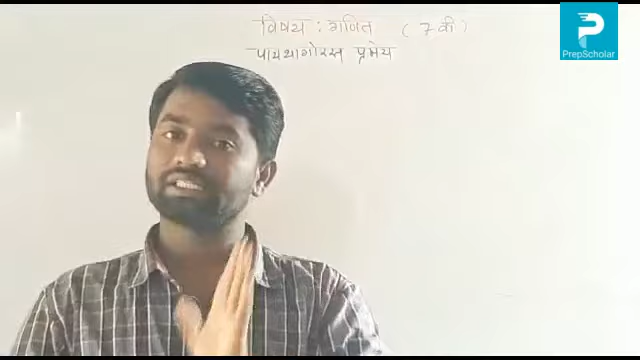 विषय : गणित ( 7 वी )
पायथागोरस प्रमेय
PrepScholar